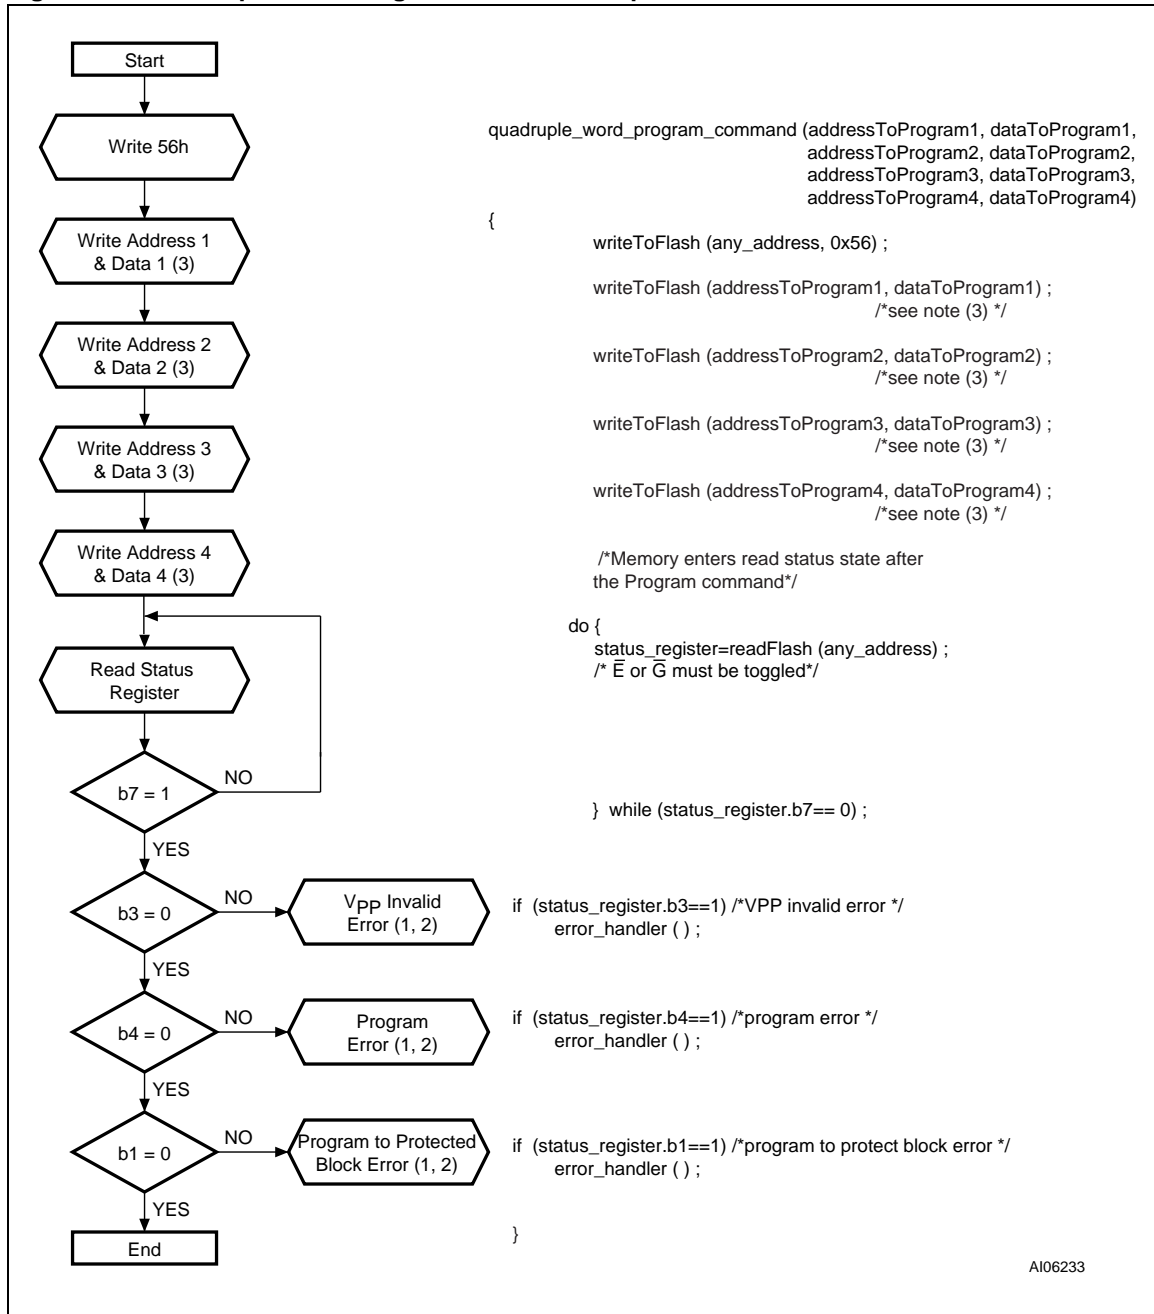 Start
Write 56h
Write Address 1
& Data 1 (3)
Write Address 2
& Data 2 (3)
Write Address 3
& Data 3 (3)
Write Address 4
& Data 4 (3)
Read Status
Register
b7 = 1
NO
YES
b3 = 0
NO
VPP Invalid
Error (1, 2)
YES
b4 = 0
NO
Program
Error (1, 2)
YES
b1 = 0
NO
Program to Protected
Block Error (1, 2)
YES
End
quadruple_word_program_command (addressToProgram1, dataToProgram1,
addressToProgram2, dataToProgram2,
addressToProgram3, dataToProgram3,
addressToProgram4, dataToProgram4)
{
writeToFlash (any_address, 0x56) ;
writeToFlash (addressToProgram1, dataToProgram1) ;
/*see note (3) */
writeToFlash (addressToProgram2, dataToProgram2) ;
/*see note (3) */
writeToFlash (addressToProgram3, dataToProgram3) ;
/*see note (3) */
writeToFlash (addressToProgram4, dataToProgram4) ;
/*see note (3) */
/*Memory enters read status state after
the Program command*/
do {
status_register=readFlash (any_address) ;
/* E̅ or G̅ must be toggled*/
} while (status_register.b7== 0) ;
if (status_register.b3==1) /*VPP invalid error */
error_handler ( ) ;
if (status_register.b4==1) /*program error */
error_handler ( ) ;
if (status_register.b1==1) /*program to protect block error */
error_handler ( ) ;
}
AI06233